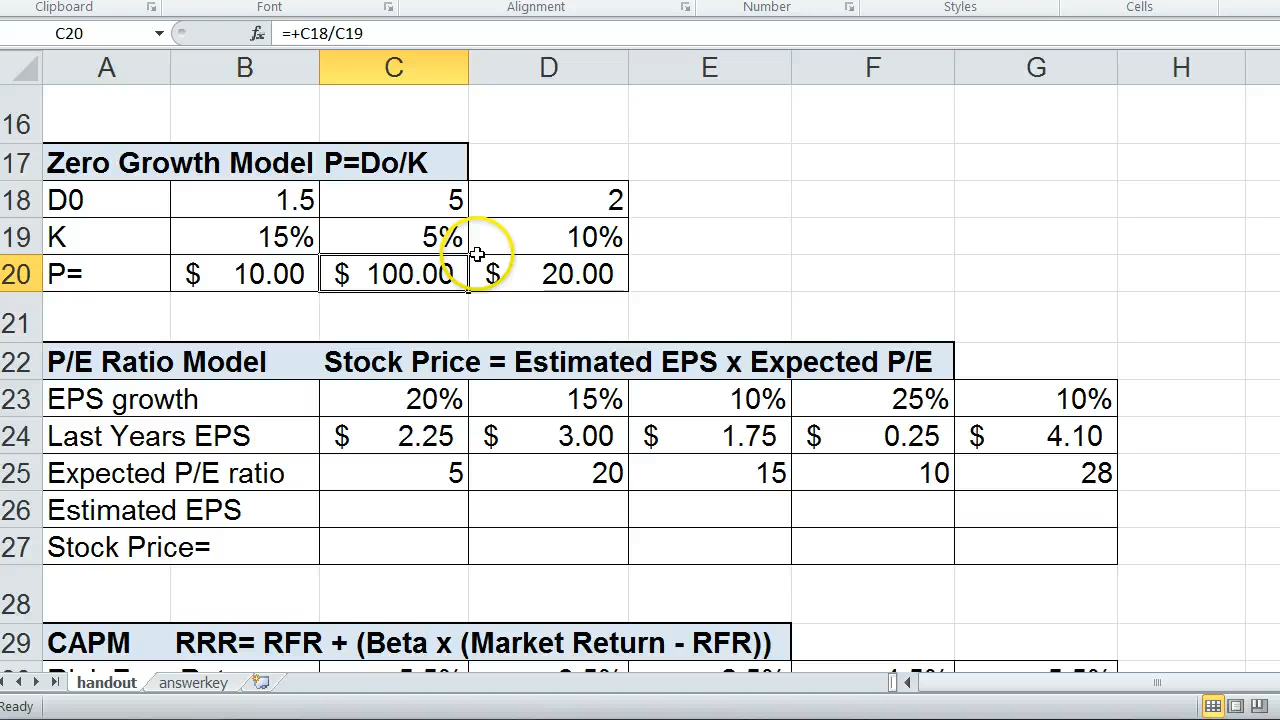 Clipboard Font Alignment Number Styles Cells
C20 fx =+C18/C19
A B C D E F G H
16
17 Zero Growth Model P=Do/K
18 D0 1.5 5 2
19 K 15% 5% 10%
20 P= $ 10.00 $ 100.00 $ 20.00
21
22 P/E Ratio Model Stock Price = Estimated EPS x Expected P/E
23 EPS growth 20% 15% 10% 25% 10%
24 Last Years EPS $ 2.25 $ 3.00 $ 1.75 $ 0.25 $ 4.10
25 Expected P/E ratio 5 20 15 10 28
26 Estimated EPS
27 Stock Price=
28
29 CAPM RRR= RFR + (Beta x (Market Return - RFR))
handout answerkey
Ready